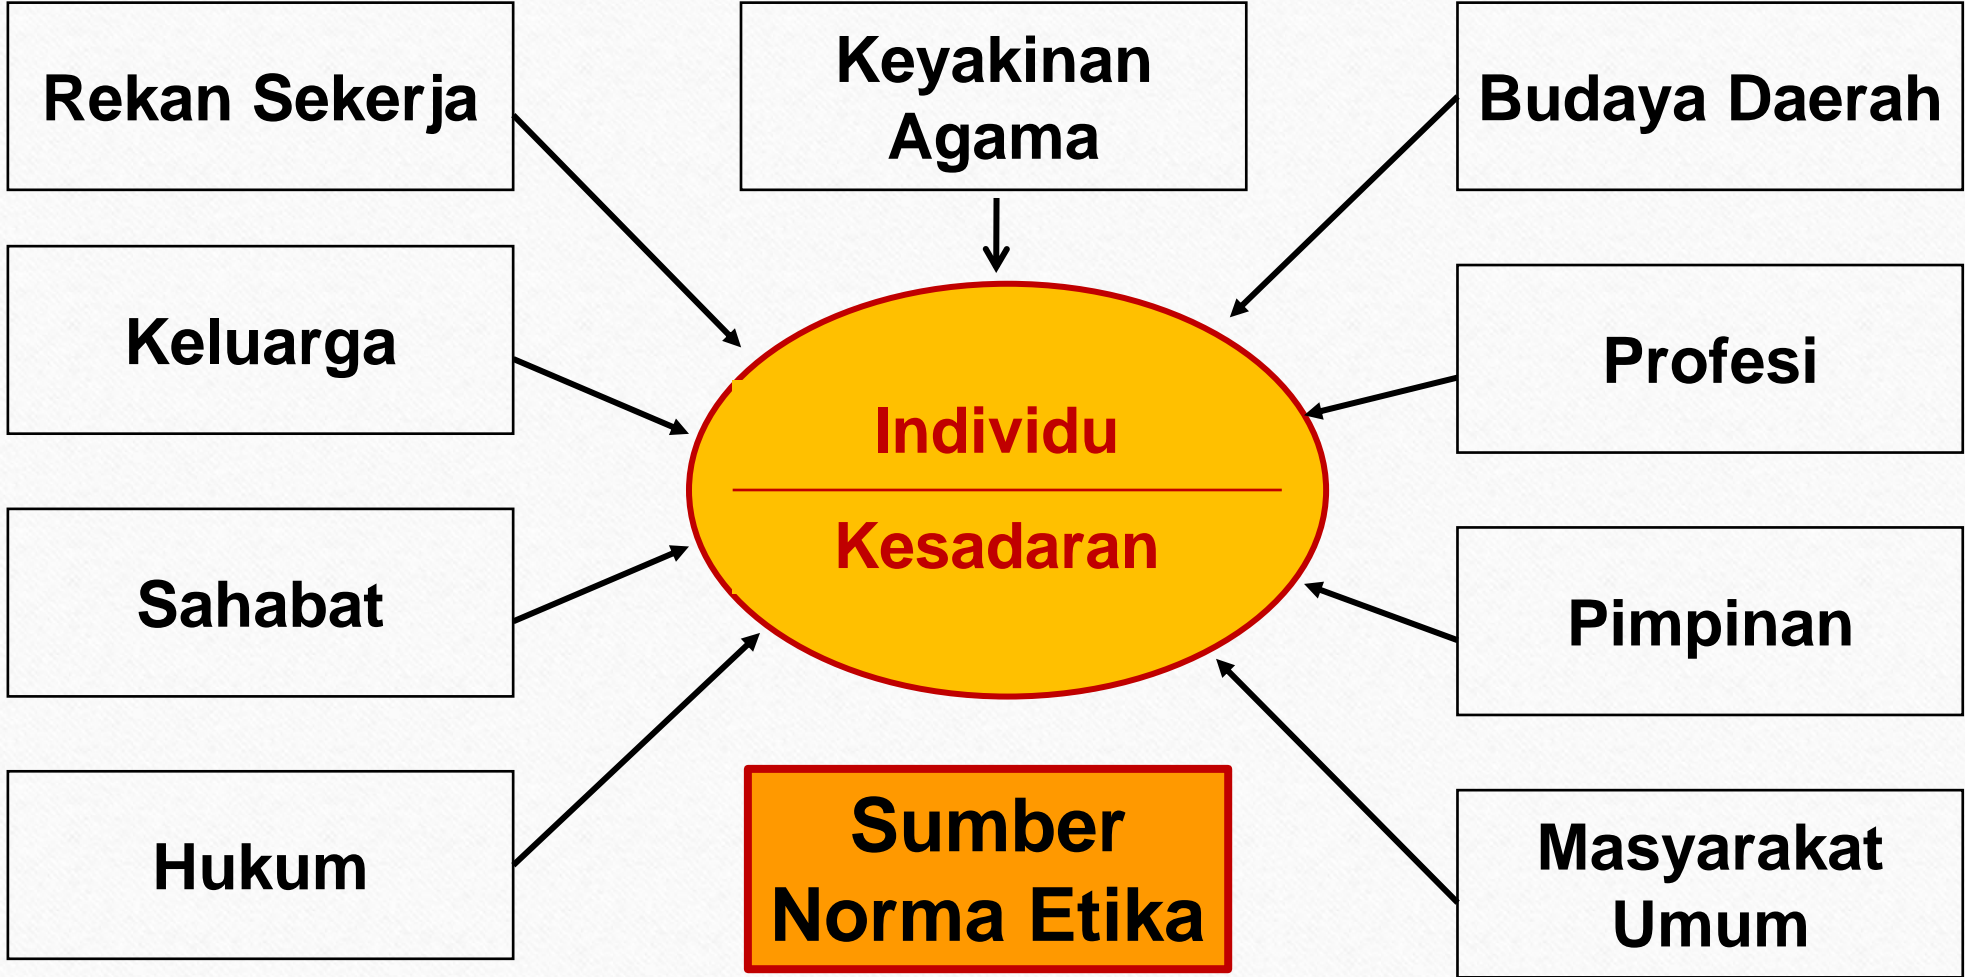 Rekan Sekerja
Keyakinan
Agama
Budaya Daerah
Keluarga
Profesi
Individu
Kesadaran
Sahabat
Pimpinan
Hukum
Sumber
Norma Etika
Masyarakat
Umum